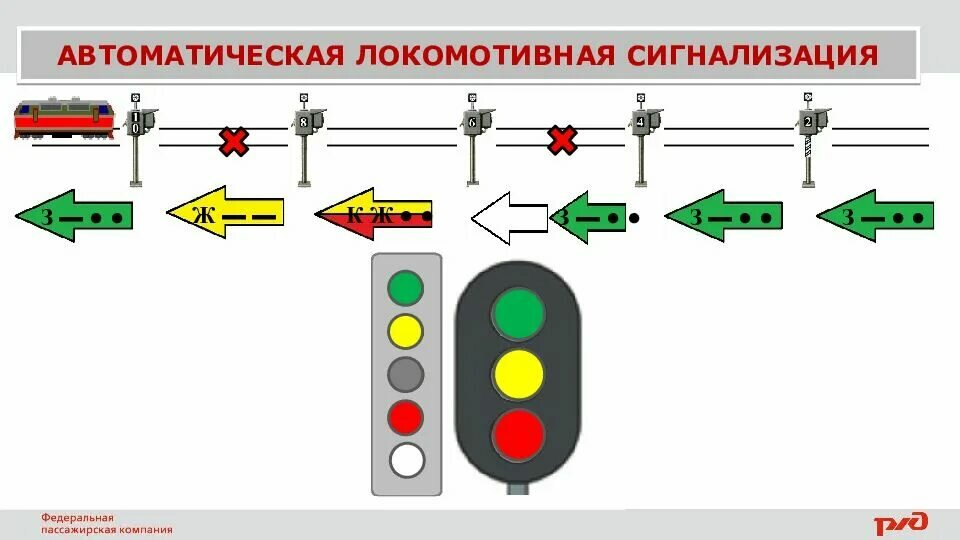 АВТОМАТИЧЕСКАЯ ЛОКОМОТИВНАЯ СИГНАЛИЗАЦИЯ
10 8 6 4 2
З — • • Ж — — К Ж • • З — • • З — • • З — • •
Федеральная
пассажирская компания
ржд